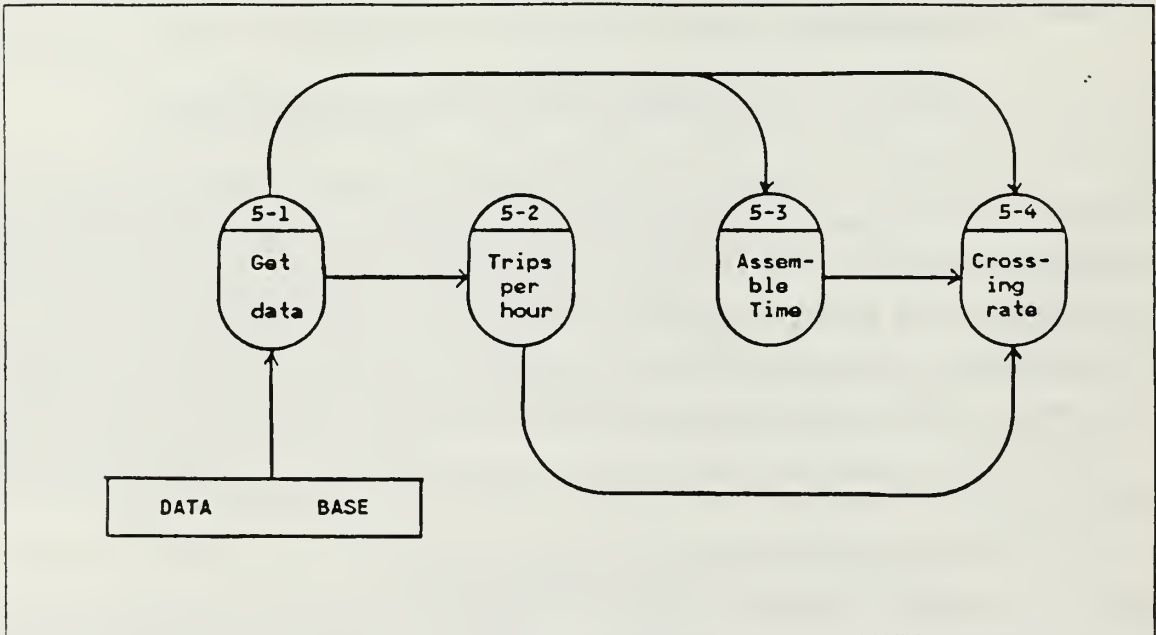 5-1
Get
data
5-2
Trips
per
hour
5-3
Assem-
ble
Time
5-4
Cross-
ing
rate
DATA BASE